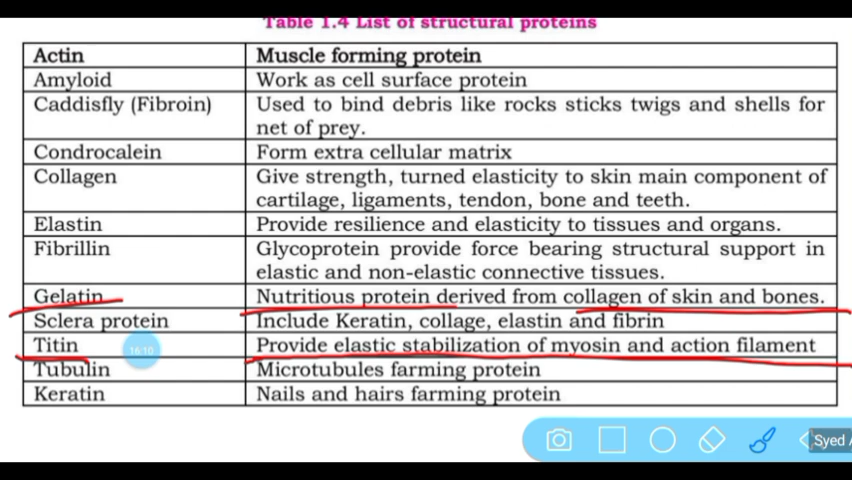 Table 1.4 List of structural proteins
Actin Muscle forming protein
Amyloid Work as cell surface protein
Caddisfly (Fibroin) Used to bind debris like rocks sticks twigs and shells for
net of prey.
Condrocalein Form extra cellular matrix
Collagen Give strength, turned elasticity to skin main component of
cartilage, ligaments, tendon, bone and teeth.
Elastin Provide resilience and elasticity to tissues and organs.
Fibrillin Glycoprotein provide force bearing structural support in
elastic and non-elastic connective tissues.
Gelatin Nutritious protein derived from collagen of skin and bones.
Sclera protein Include Keratin, collage, elastin and fibrin
Titin Provide elastic stabilization of myosin and action filament
16:10
Tubulin Microtubules farming protein
Keratin Nails and hairs farming protein
Syed A